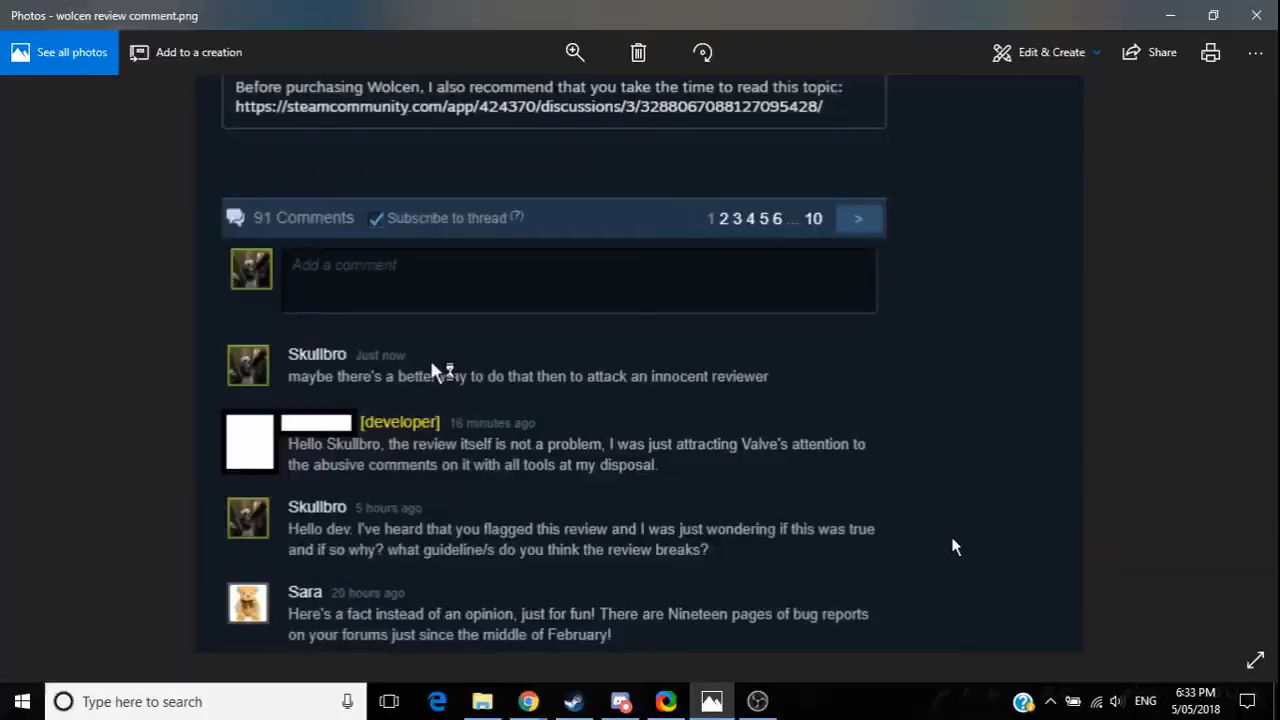 Photos - wolcen review comment.png
See all photos
Add to a creation
Edit & Create
Share
Before purchasing Wolcen, I also recommend that you take the time to read this topic:
https://steamcommunity.com/app/424370/discussions/3/3288067088127095428/
91 Comments
Subscribe to thread (?)
1 2 3 4 5 6 ... 10 >
Add a comment
Skullbro Just now
maybe there's a better way to do that then to attack an innocent reviewer
[developer] 16 minutes ago
Hello Skullbro, the review itself is not a problem, I was just attracting Valve's attention to
the abusive comments on it with all tools at my disposal.
Skullbro 5 hours ago
Hello dev. I've heard that you flagged this review and I was just wondering if this was true
and if so why? what guideline/s do you think the review breaks?
Sara 20 hours ago
Here's a fact instead of an opinion, just for fun! There are Nineteen pages of bug reports
on your forums just since the middle of February!
Type here to search
ENG
6:33 PM
5/05/2018